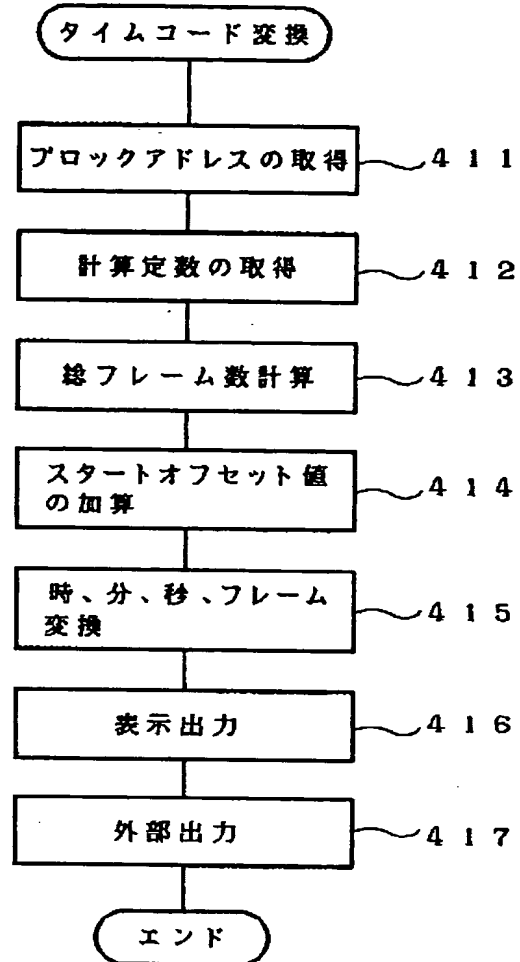 タイムコード変換
ブロックアドレスの取得 411
計算定数の取得 412
総フレーム数計算 413
スタートオフセット値
の加算 414
時、分、秒、フレーム
変換 415
表示出力 416
外部出力 417
エンド